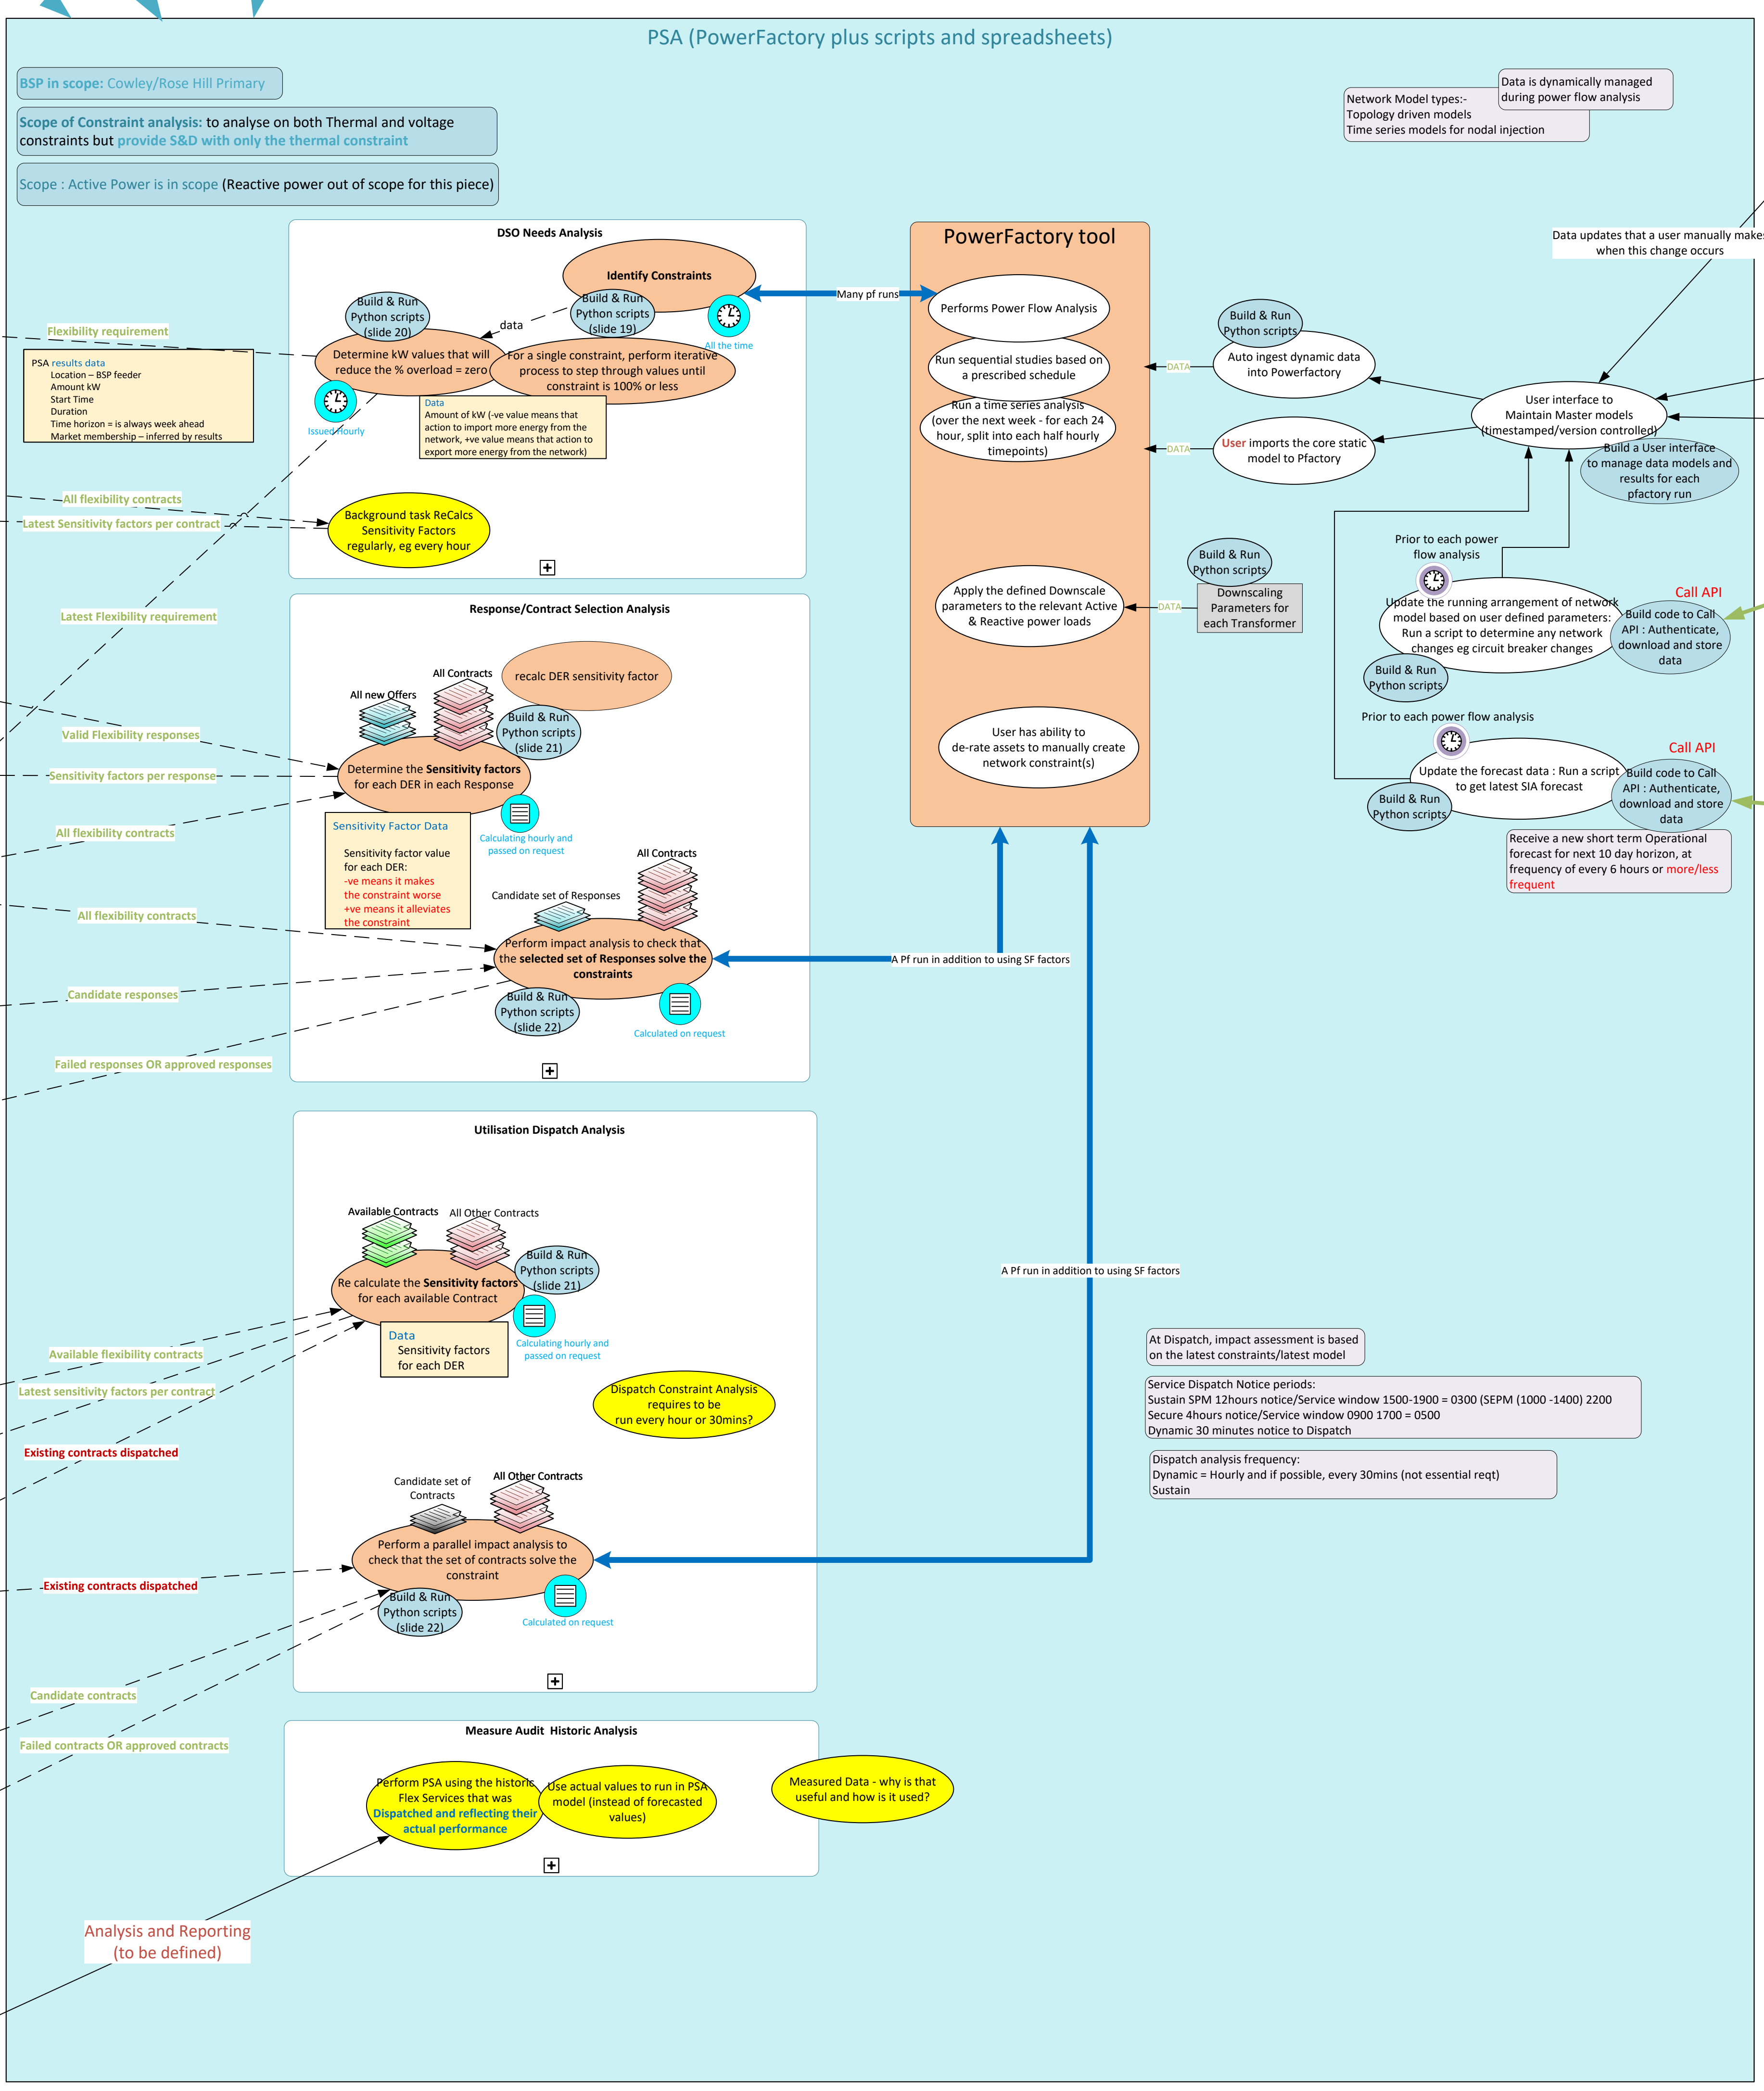 PSA (PowerFactory plus scripts and spreadsheets)
BSP in scope: Cowley/Rose Hill Primary
Scope of Constraint analysis: to analyse on both Thermal and voltage
constraints but provide S&D with only the thermal constraint
Scope : Active Power is in scope (Reactive power out of scope for this piece)
Data is dynamically managed
during power flow analysis
Network Model types:-
Topology driven models
Time series models for nodal injection
DSO Needs Analysis
Identify Constraints
Build & Run
Python scripts
(slide 19)
All the time
data
Build & Run
Python scripts
(slide 20)
Determine kW values that will
reduce the % overload = zero
For a single constraint, perform iterative
process to step through values until
constraint is 100% or less
Issued Hourly
Data
Amount of kW (-ve value means that
action to import more energy from the
network, +ve value means that action to
export more energy from the network)
Background task ReCalcs
Sensitivity Factors
regularly, eg every hour
Flexibility requirement
PSA results data
Location – BSP feeder
Amount kW
Start Time
Duration
Time horizon = is always week ahead
Market membership – inferred by results
All flexibility contracts
Latest Sensitivity factors per contract
Latest Flexibility requirement
Many pf runs
PowerFactory tool
Performs Power Flow Analysis
Run sequential studies based on
a prescribed schedule
Run a time series analysis
(over the next week - for each 24
hour, split into each half hourly
timepoints)
Apply the defined Downscale
parameters to the relevant Active
& Reactive power loads
User has ability to
de-rate assets to manually create
network constraint(s)
Build & Run
Python scripts
Auto ingest dynamic data
into Powerfactory
DATA
User imports the core static
model to Pfactory
DATA
Build & Run
Python scripts
Downscaling
Parameters for
each Transformer
DATA
Data updates that a user manually makes
when this change occurs
User interface to
Maintain Master models
(timestamped/version controlled)
Build a User interface
to manage data models and
results for each
pfactory run
Prior to each power
flow analysis
Update the running arrangement of network
model based on user defined parameters:
Run a script to determine any network
changes eg circuit breaker changes
Build & Run
Python scripts
Call API
Build code to Call
API : Authenticate,
download and store
data
Prior to each power flow analysis
Update the forecast data : Run a script
to get latest SIA forecast
Build & Run
Python scripts
Call API
Build code to Call
API : Authenticate,
download and store
data
Receive a new short term Operational
forecast for next 10 day horizon, at
frequency of every 6 hours or more/less
frequent
Response/Contract Selection Analysis
recalc DER sensitivity factor
All Contracts
All new Offers
Build & Run
Python scripts
(slide 21)
Determine the Sensitivity factors
for each DER in each Response
Calculating hourly and
passed on request
Sensitivity Factor Data
Sensitivity factor value
for each DER:
-ve means it makes
the constraint worse
+ve means it alleviates
the constraint
All Contracts
Candidate set of Responses
Perform impact analysis to check that
the selected set of Responses solve the
constraints
Build & Run
Python scripts
(slide 22)
Calculated on request
Valid Flexibility responses
Sensitivity factors per response
All flexibility contracts
All flexibility contracts
Candidate responses
Failed responses OR approved responses
A Pf run in addition to using SF factors
Utilisation Dispatch Analysis
Available Contracts
All Other Contracts
Build & Run
Python scripts
(slide 21)
Re calculate the Sensitivity factors
for each available Contract
Calculating hourly and
passed on request
Data
Sensitivity factors
for each DER
Dispatch Constraint Analysis
requires to be
run every hour or 30mins?
Candidate set of
Contracts
All Other Contracts
Perform a parallel impact analysis to
check that the set of contracts solve the
constraint
Build & Run
Python scripts
(slide 22)
Calculated on request
Available flexibility contracts
Latest sensitivity factors per contract
Existing contracts dispatched
Existing contracts dispatched
Candidate contracts
Failed contracts OR approved contracts
A Pf run in addition to using SF factors
At Dispatch, impact assessment is based
on the latest constraints/latest model
Service Dispatch Notice periods:
Sustain SPM 12hours notice/Service window 1500-1900 = 0300 (SEPM (1000 -1400) 2200
Secure 4hours notice/Service window 0900 1700 = 0500
Dynamic 30 minutes notice to Dispatch
Dispatch analysis frequency:
Dynamic = Hourly and if possible, every 30mins (not essential reqt)
Sustain
Measure Audit  Historic Analysis
Perform PSA using the historic
Flex Services that was
Dispatched and reflecting their
actual performance
Use actual values to run in PSA
model (instead of forecasted
values)
Measured Data - why is that
useful and how is it used?
Analysis and Reporting
(to be defined)